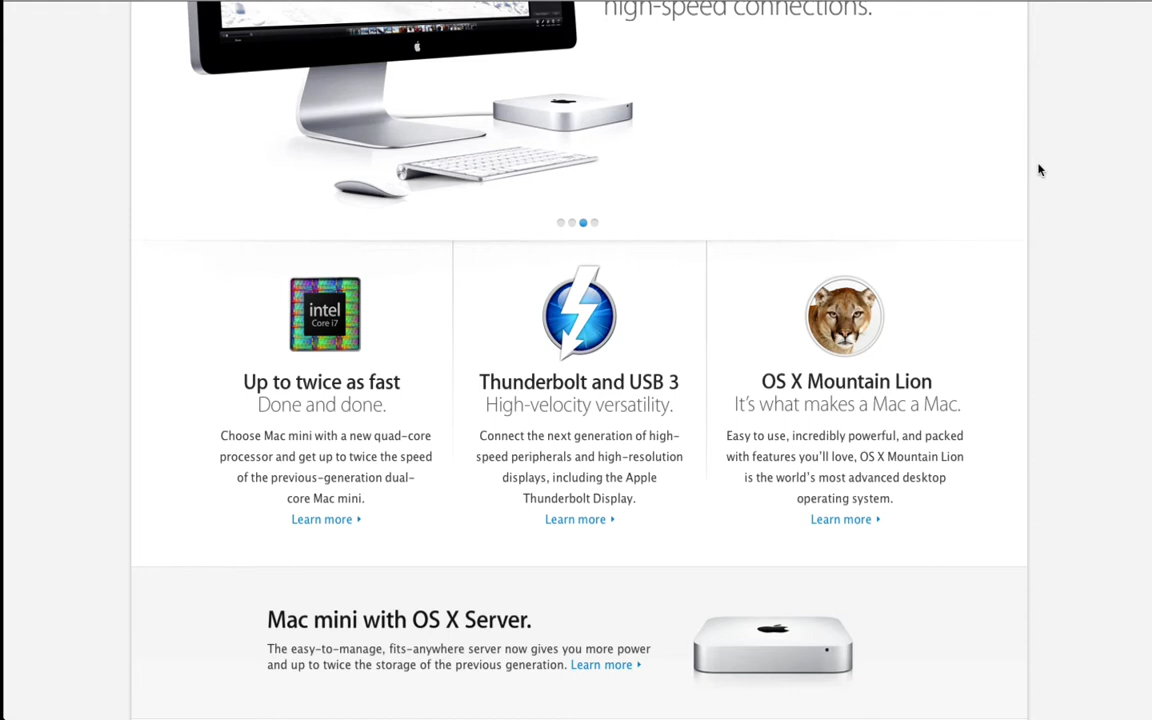 high-speed connections.
intel
Core i7
Up to twice as fast
Done and done.
Choose Mac mini with a new quad-core
processor and get up to twice the speed
of the previous-generation dual-
core Mac mini.
Learn more
Thunderbolt and USB 3
High-velocity versatility.
Connect the next generation of high-
speed peripherals and high-resolution
displays, including the Apple
Thunderbolt Display.
Learn more
OS X Mountain Lion
It's what makes a Mac a Mac.
Easy to use, incredibly powerful, and packed
with features you'll love, OS X Mountain Lion
is the world's most advanced desktop
operating system.
Learn more
Mac mini with OS X Server.
The easy-to-manage, fits-anywhere server now gives you more power
and up to twice the storage of the previous generation. Learn more